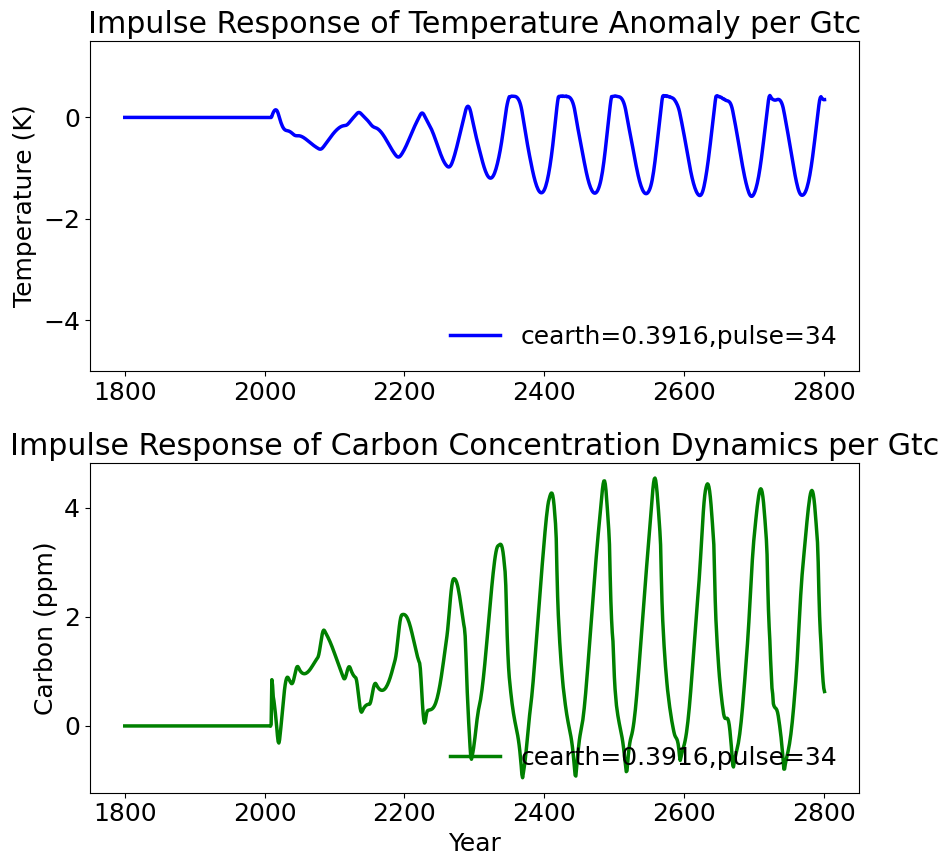 Impulse Response of Temperature Anomaly per Gtc
0
−2
−4
Temperature (K)
cearth=0.3916,pulse=34
1800 2000 2200 2400 2600 2800
Impulse Response of Carbon Concentration Dynamics per Gtc
4
2
0
Carbon (ppm)
cearth=0.3916,pulse=34
1800 2000 2200 2400 2600 2800
Year